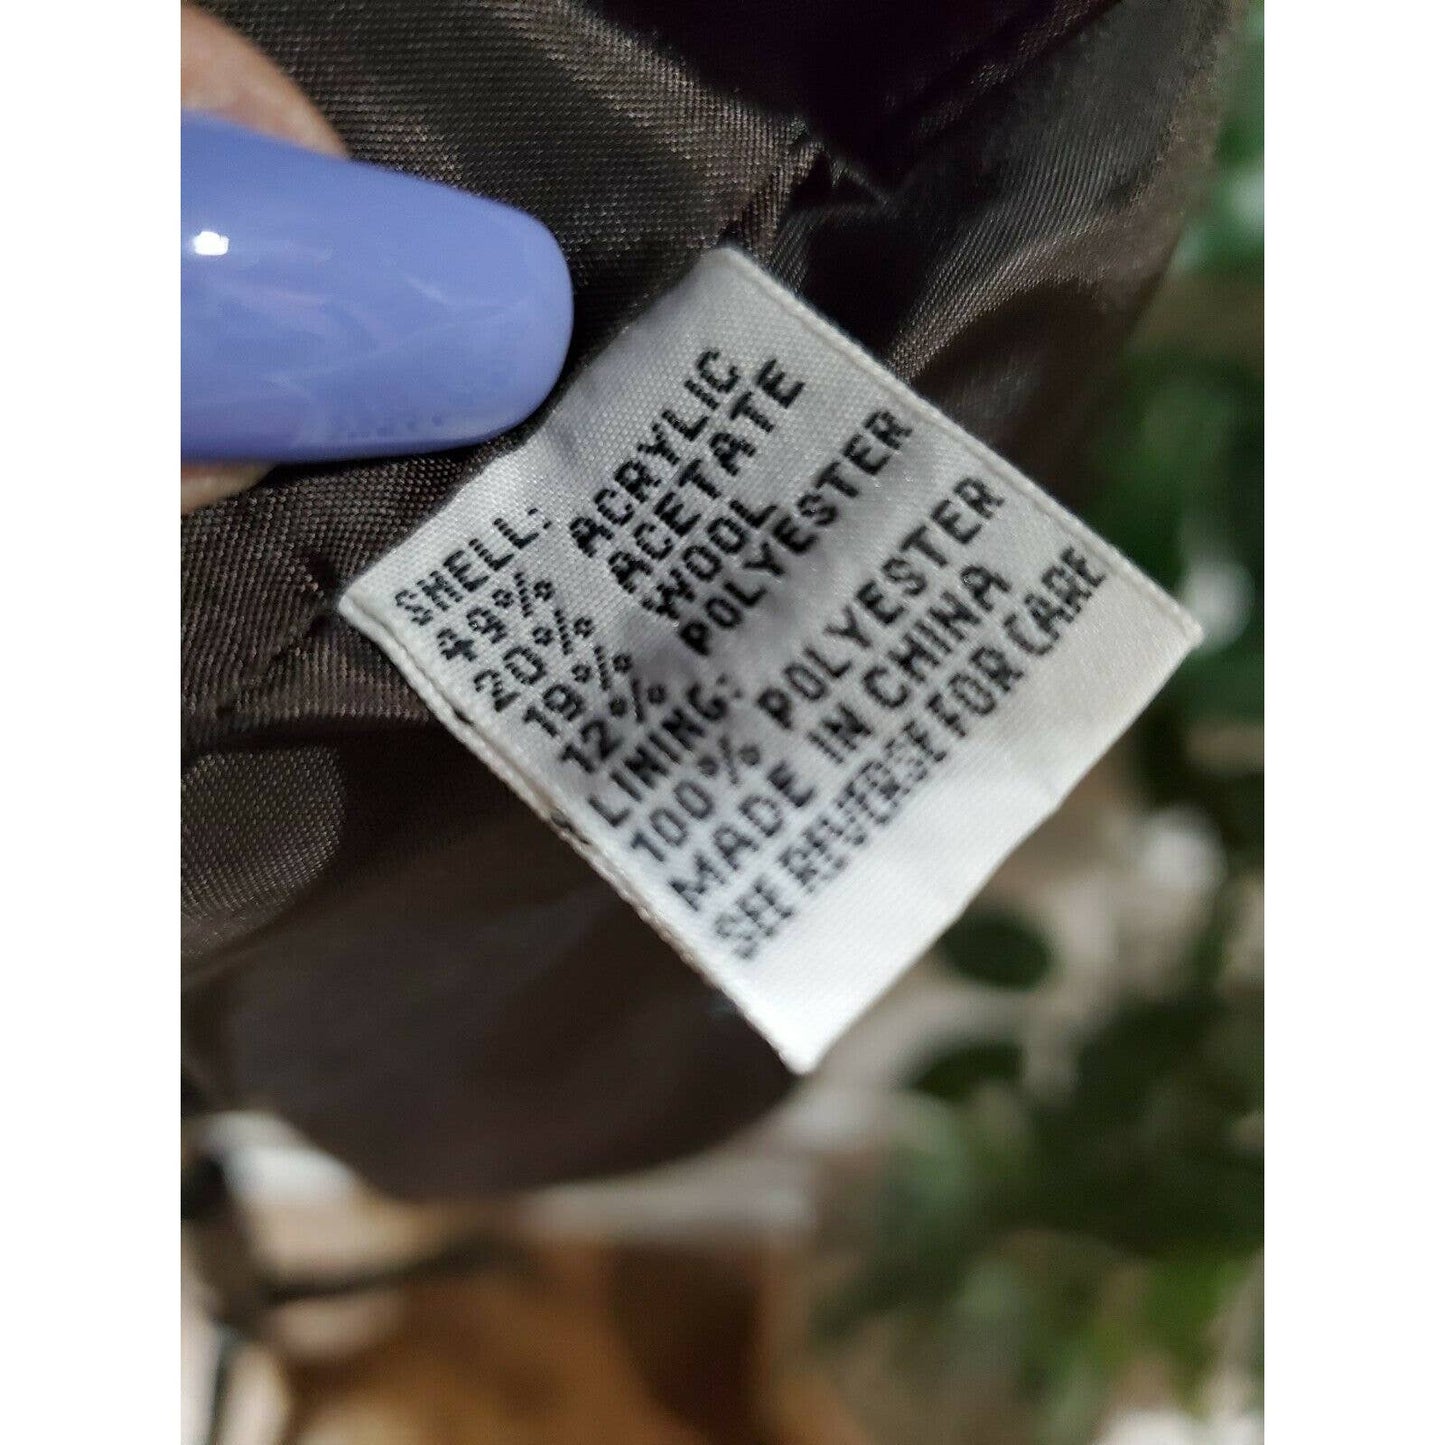 SHELL:
49% ACRYLIC
20% ACETATE
19% WOOL
12% POLYESTER
LINING:
100% POLYESTER
MADE IN CHINA
SEE REVERSE FOR CARE